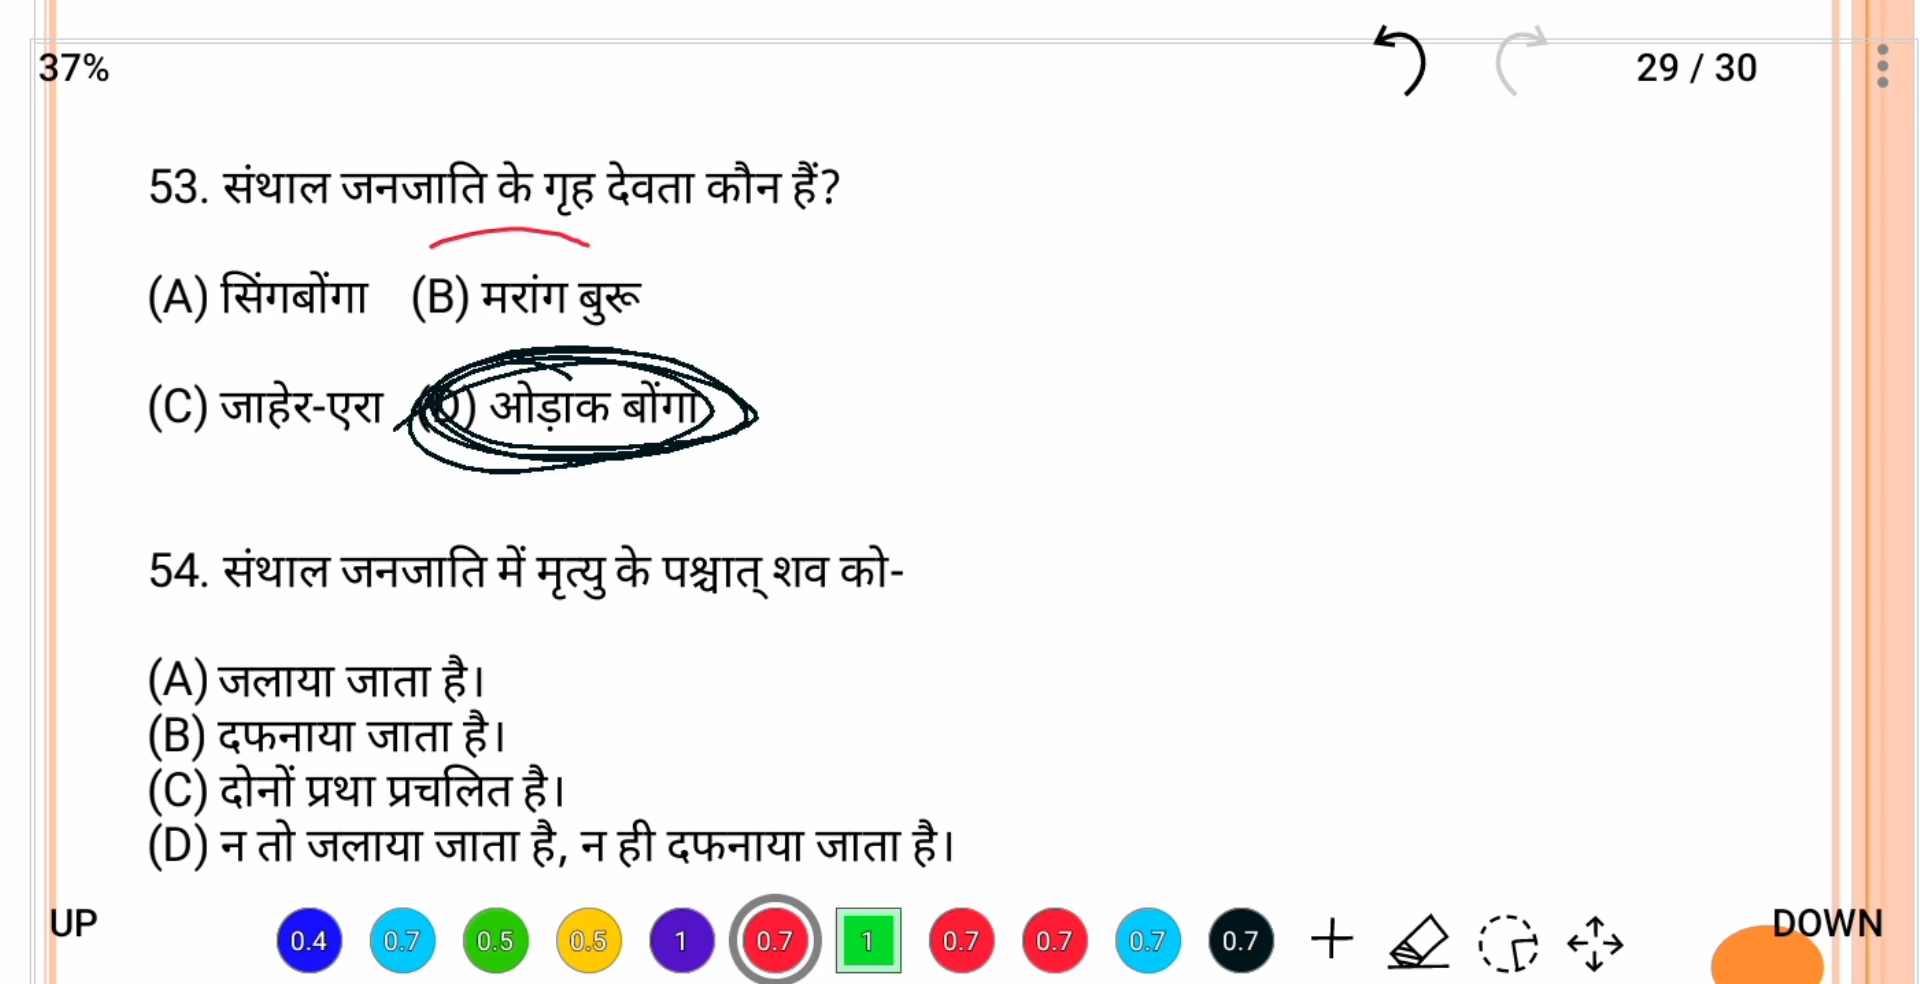 37%
29 / 30
53. संथाल जनजाति के गृह देवता कौन हैं?
(A) सिंगबोंगा (B) मरांग बुरू
(C) जाहेर-एरा (D) ओड़ाक बोंगा
54. संथाल जनजाति में मृत्यु के पश्चात् शव को-
(A) जलाया जाता है।
(B) दफनाया जाता है।
(C) दोनों प्रथा प्रचलित है।
(D) न तो जलाया जाता है, न ही दफनाया जाता है।
UP
0.4 0.7 0.5 0.5 1 0.7 1 0.7 0.7 0.7 0.7
DOWN